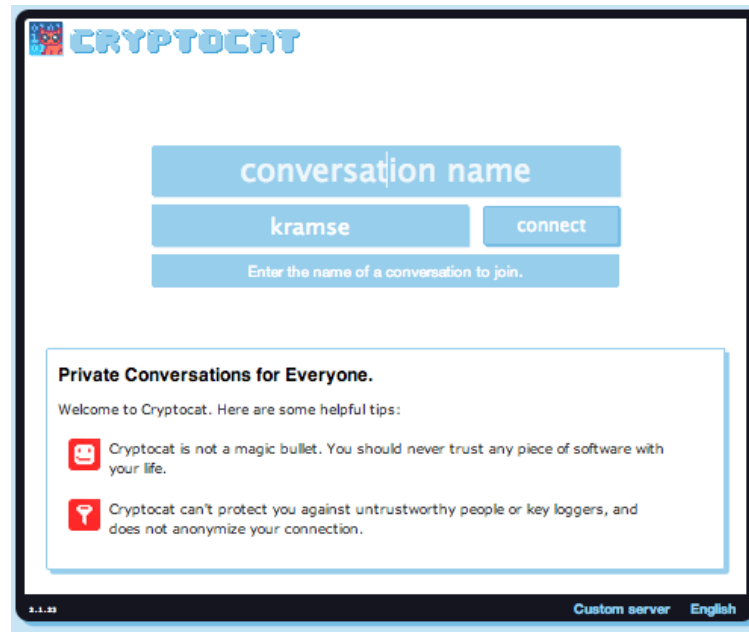 CRYPTOCAT
conversation name
kramse
connect
Enter the name of a conversation to join.
Private Conversations for Everyone.
Welcome to Cryptocat. Here are some helpful tips:
Cryptocat is not a magic bullet. You should never trust any piece of software with
your life.
Cryptocat can't protect you against untrustworthy people or key loggers, and
does not anonymize your connection.
Custom server
English